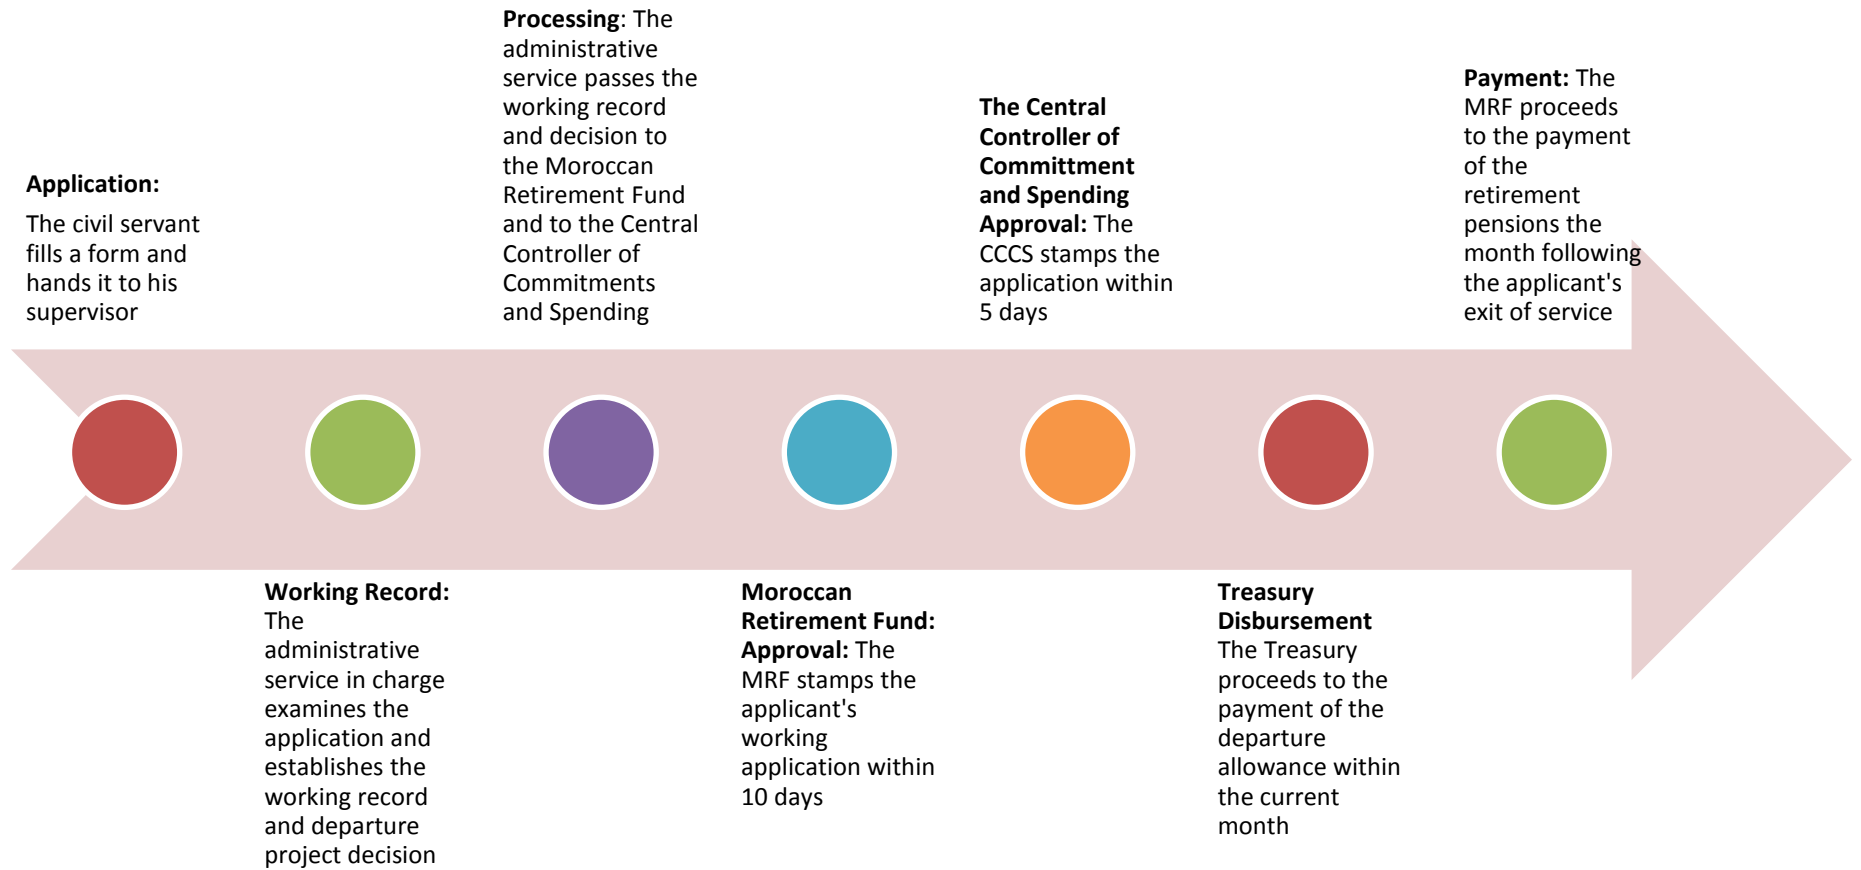 Application:
The civil servant
fills a form and
hands it to his
supervisor
Working Record:
The
administrative
service in charge
examines the
application and
establishes the
working record
and departure
project decision
Processing: The
administrative
service passes the
working record
and decision to
the Moroccan
Retirement Fund
and to the Central
Controller of
Commitments
and Spending
Moroccan
Retirement Fund:
Approval: The
MRF stamps the
applicant's
working
application within
10 days
The Central
Controller of
Committment
and Spending
Approval: The
CCCS stamps the
application within
5 days
Treasury
Disbursement
The Treasury
proceeds to the
payment of the
departure
allowance within
the current
month
Payment: The
MRF proceeds
to the payment
of the
retirement
pensions the
month following
the applicant's
exit of service